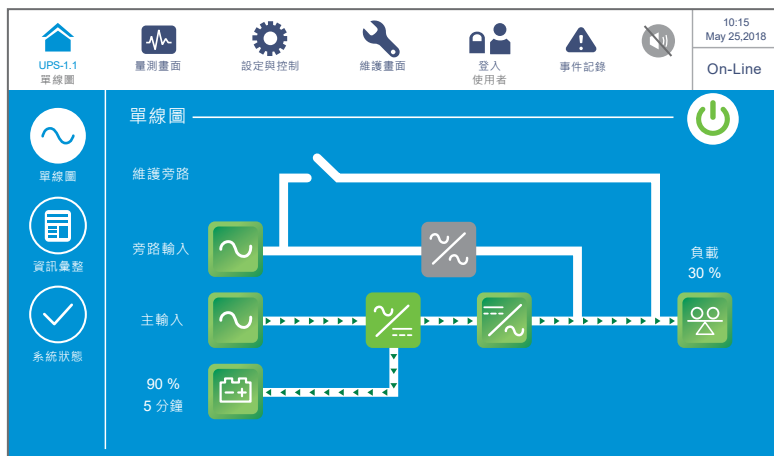 UPS-1.1
單線圖
量測畫面
設定與控制
維護畫面
登入
使用者
事件記錄
10:15
May 25,2018
On-Line
單線圖
資訊彙整
系統狀態
單線圖
維護旁路
旁路輸入
主輸入
90 %
5 分鐘
負載
30 %